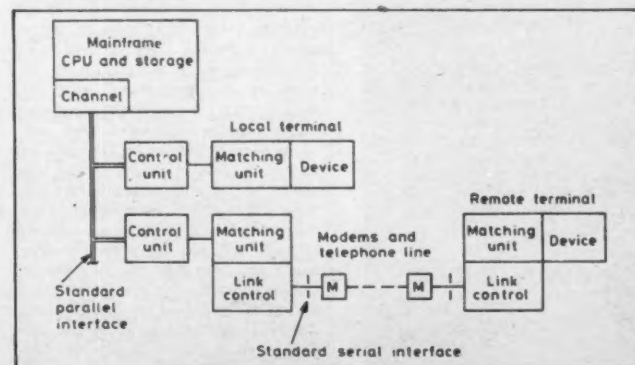 Mainframe
CPU and storage
Channel
Local terminal
Control
unit
Matching
unit
Device
Remote terminal
Control
unit
Matching
unit
Modems and
telephone line
Matching
unit
Device
Link
control
M
M
Link
control
Standard
parallel
interface
Standard serial interface